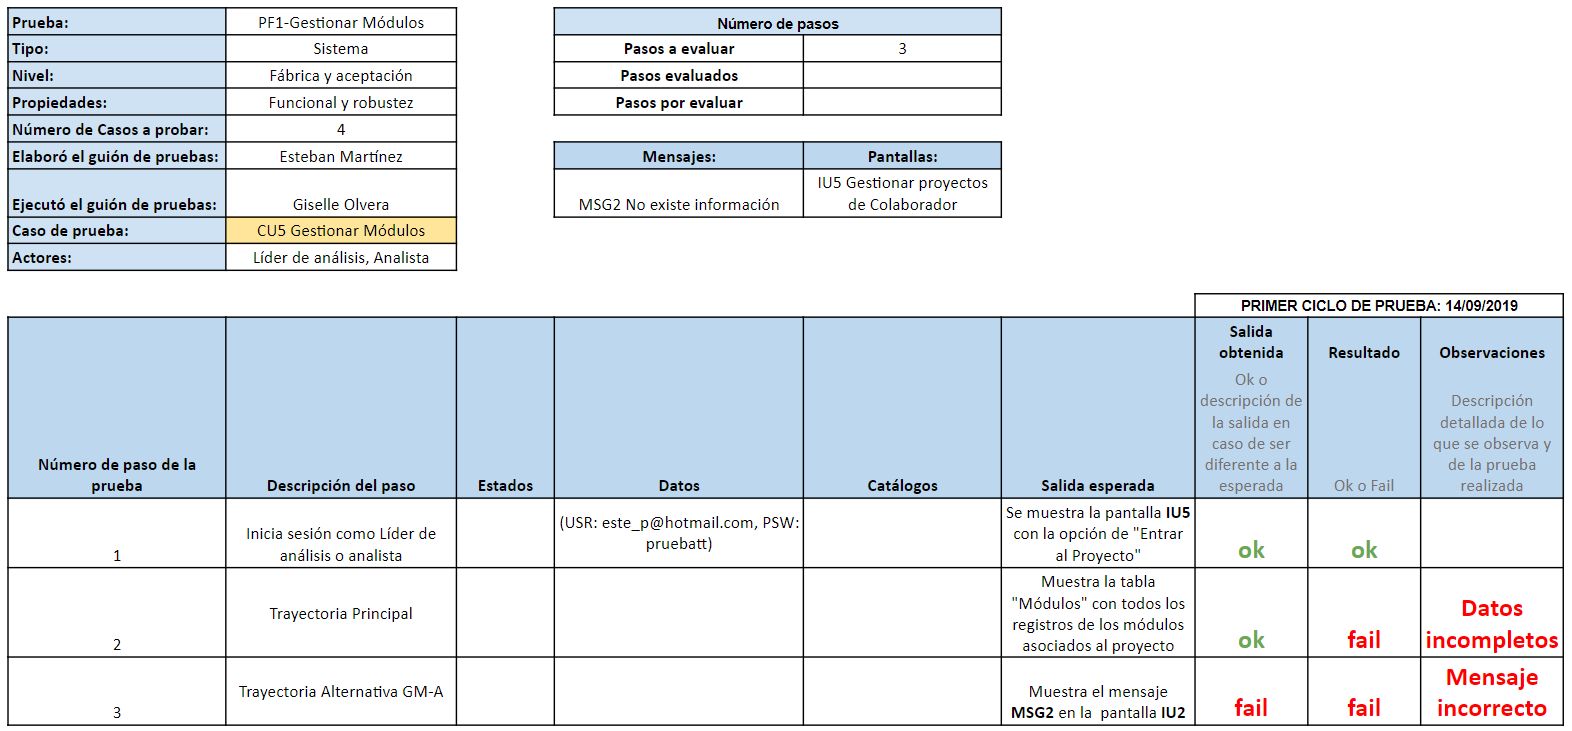 Prueba: PF1-Gestionar Módulos
Tipo: Sistema
Nivel: Fábrica y aceptación
Propiedades: Funcional y robustez
Número de Casos a probar: 4
Elaboró el guión de pruebas: Esteban Martínez
Ejecutó el guión de pruebas: Giselle Olvera
Caso de prueba: CU5 Gestionar Módulos
Actores: Líder de análisis, Analista
Número de pasos
Pasos a evaluar 3
Pasos evaluados
Pasos por evaluar
Mensajes: Pantallas:
IU5 Gestionar proyectos
MSG2 No existe información de Colaborador
PRIMER CICLO DE PRUEBA: 14/09/2019
Número de paso de la
prueba
Descripción del paso
Estados
Datos
Catálogos
Salida esperada
Salida
obtenida
Ok o
descripción de
la salida en
caso de ser
diferente a la
esperada
Resultado
Ok o Fail
Observaciones
Descripción
detallada de lo
que se observa y
de la prueba
realizada
1
Inicia sesión como Líder de
análisis o analista
(USR: este_p@hotmail.com, PSW:
pruebatt)
Se muestra la pantalla IU5
con la opción de "Entrar
al Proyecto"
ok
ok
2
Trayectoria Principal
Muestra la tabla
"Módulos" con todos los
registros de los módulos
asociados al proyecto
ok
fail
Datos
incompletos
3
Trayectoria Alternativa GM-A
Muestra el mensaje
MSG2 en la pantalla IU2
fail
fail
Mensaje
incorrecto